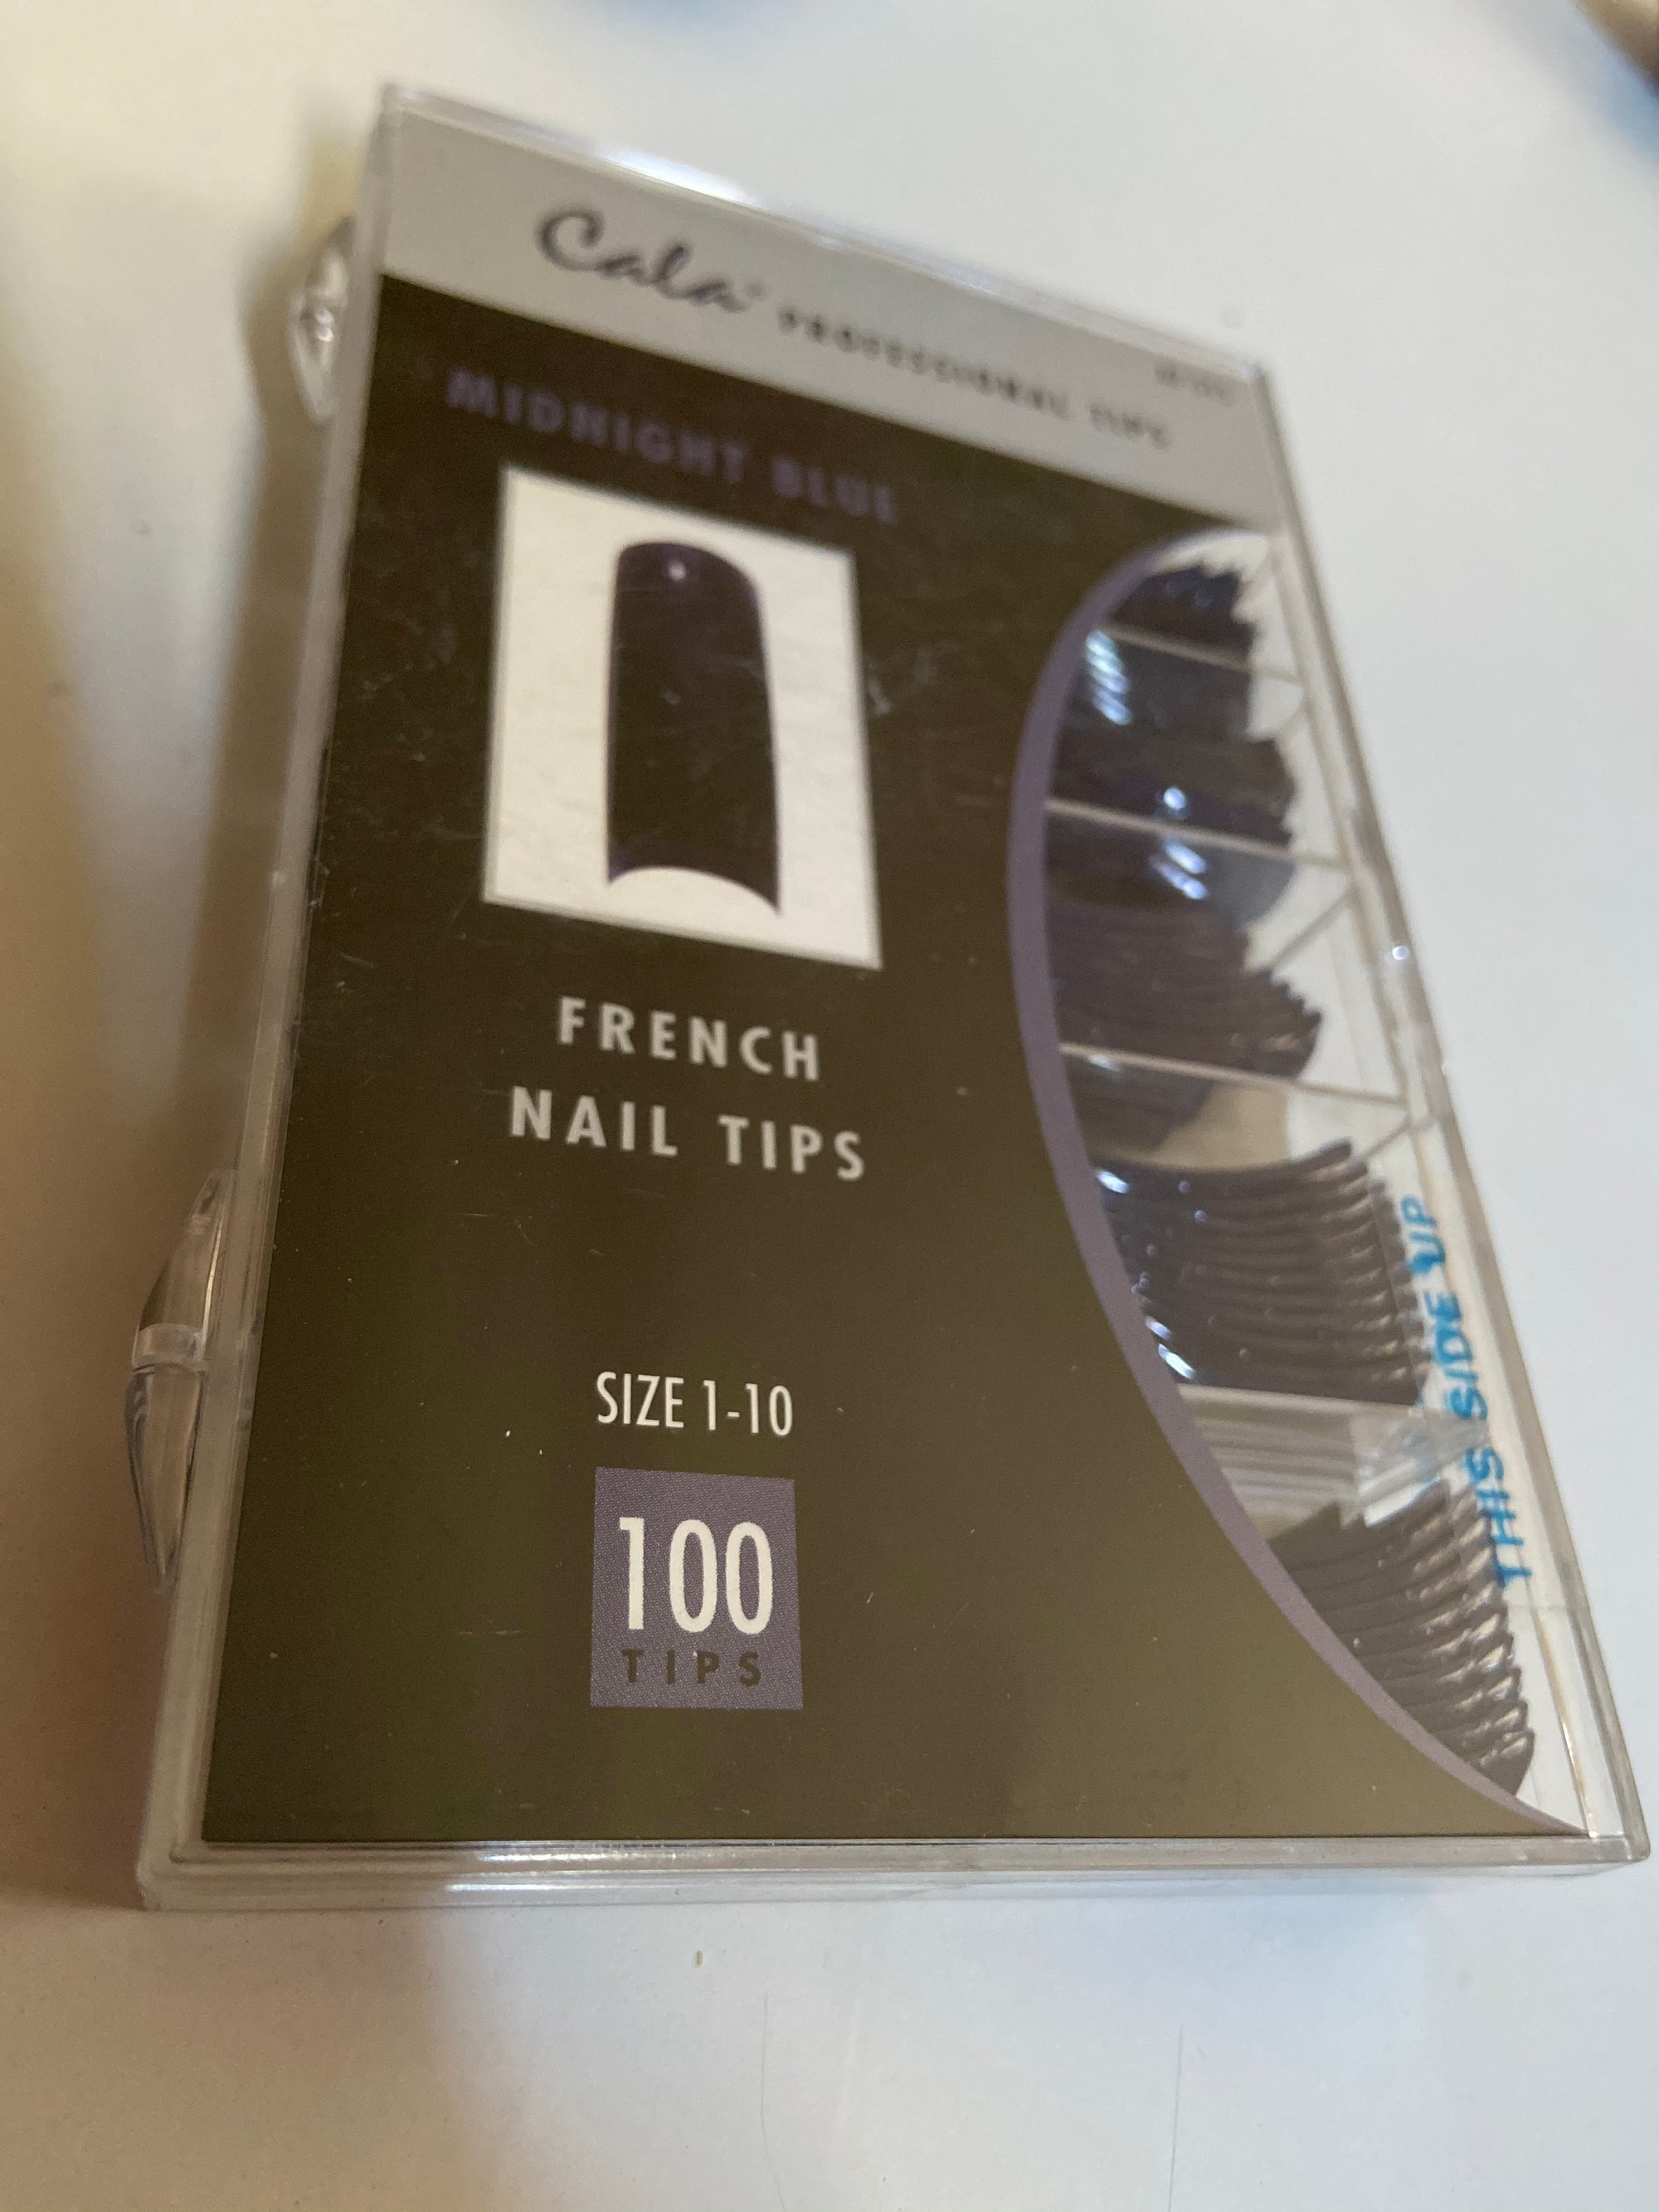 Cala PROFESSIONAL TIPS
MIDNIGHT BLUE
FRENCH
NAIL TIPS
SIZE 1-10
100
TIPS
THIS SIDE UP